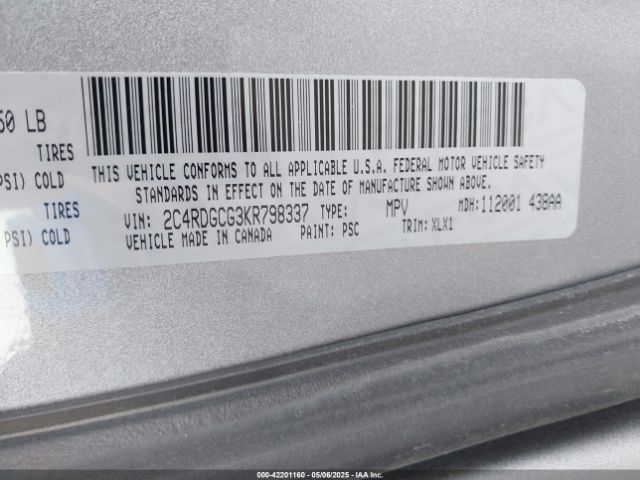 50 LB
TIRES
PSI) COLD
TIRES
PSI) COLD
THIS VEHICLE CONFORMS TO ALL APPLICABLE U.S.A. FEDERAL MOTOR VEHICLE SAFETY
STANDARDS IN EFFECT ON THE DATE OF MANUFACTURE SHOWN ABOVE.
VIN: 2C4RDGCG3KR798337 TYPE: MPV MDH:112001 438AA
VEHICLE MADE IN CANADA PAINT: PSC TRIM: XLX1
000-42201160 - 05/06/2025 - IAA Inc. (c)